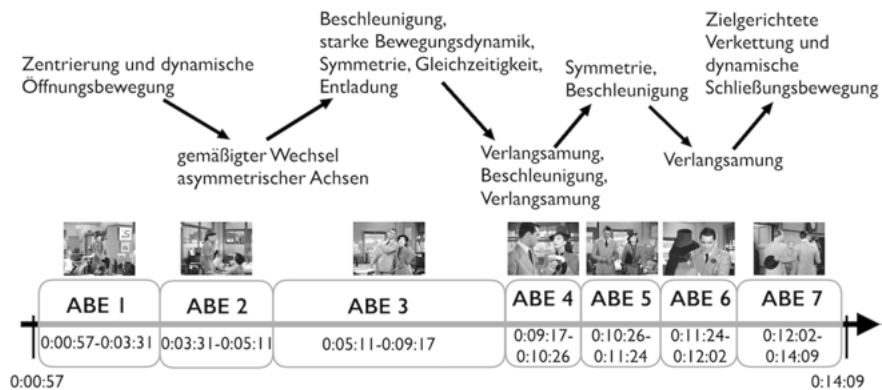 Zentrierung und dynamische
Öffnungsbewegung
gemäßigter Wechsel
asymmetrischer Achsen
Beschleunigung,
starke Bewegungsdynamik,
Symmetrie, Gleichzeitigkeit,
Entladung
Verlangsamung,
Beschleunigung,
Verlangsamung
Symmetrie,
Beschleunigung
Verlangsamung
Zielgerichtete
Verkettung und
dynamische
Schließungsbewegung
ABE 1
0:00:57-0:03:31
ABE 2
0:03:31-0:05:11
ABE 3
0:05:11-0:09:17
ABE 4
0:09:17-
0:10:26
ABE 5
0:10:26-
0:11:24
ABE 6
0:11:24-
0:12:02
ABE 7
0:12:02-
0:14:09
0:00:57
0:14:09